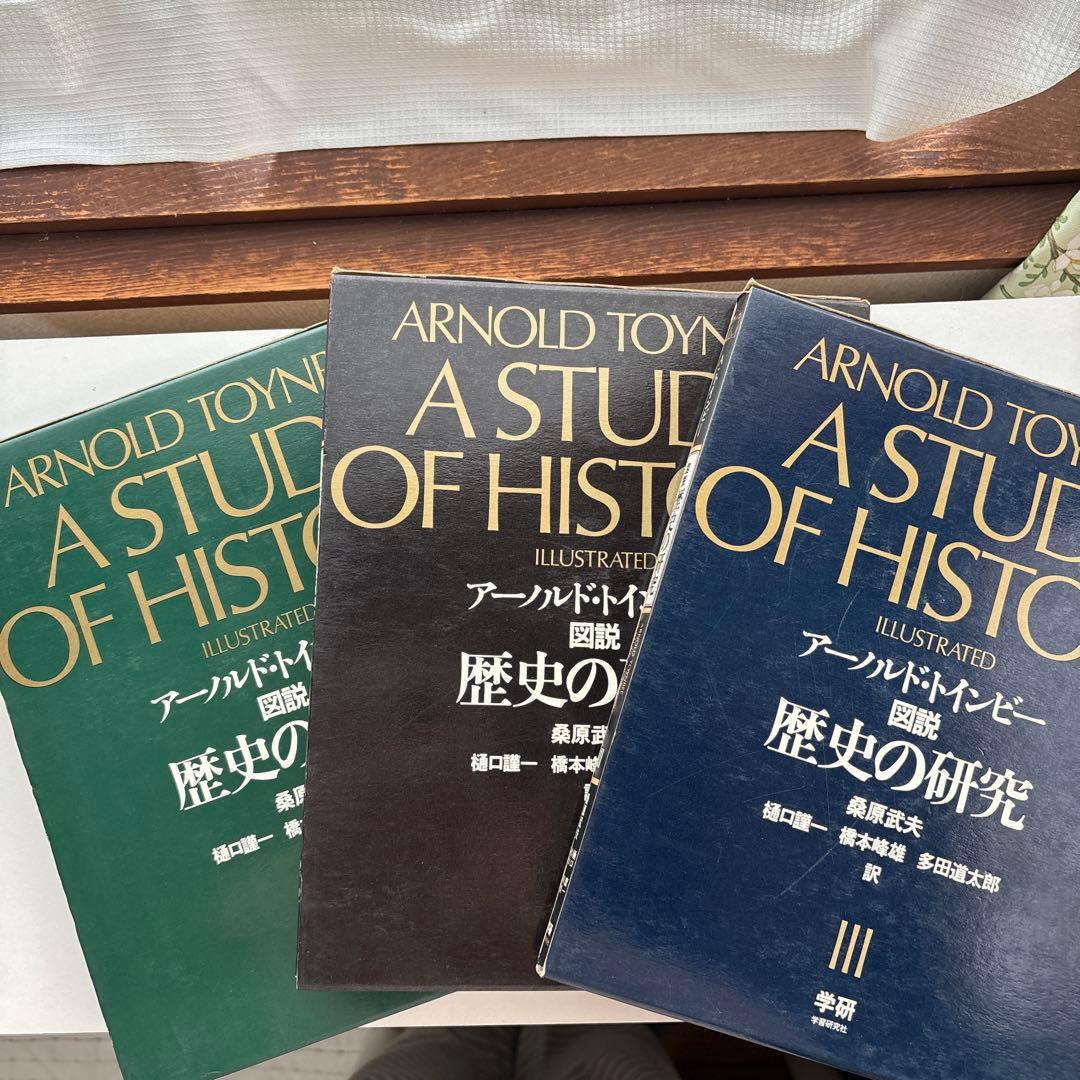 ARNOLD TOYNB
A STUD
OF HISTO
ILLUSTRATED
アーノルド・トイン
図説
歴史の
桑原
樋口謹一 橋
ARNOLD TOYN
A STUD
OF HISTO
ILLUSTRATED
アーノルド・トイン
図説
歴史の
桑原武
樋口謹一 橋本峰
ARNOLD TOY
A STUD
OF HISTO
ILLUSTRATED
アーノルド・トインビー
図説
歴史の研究
桑原武夫
樋口謹一 橋本峰雄 多田道太郎
訳
III
学研
学習研究社